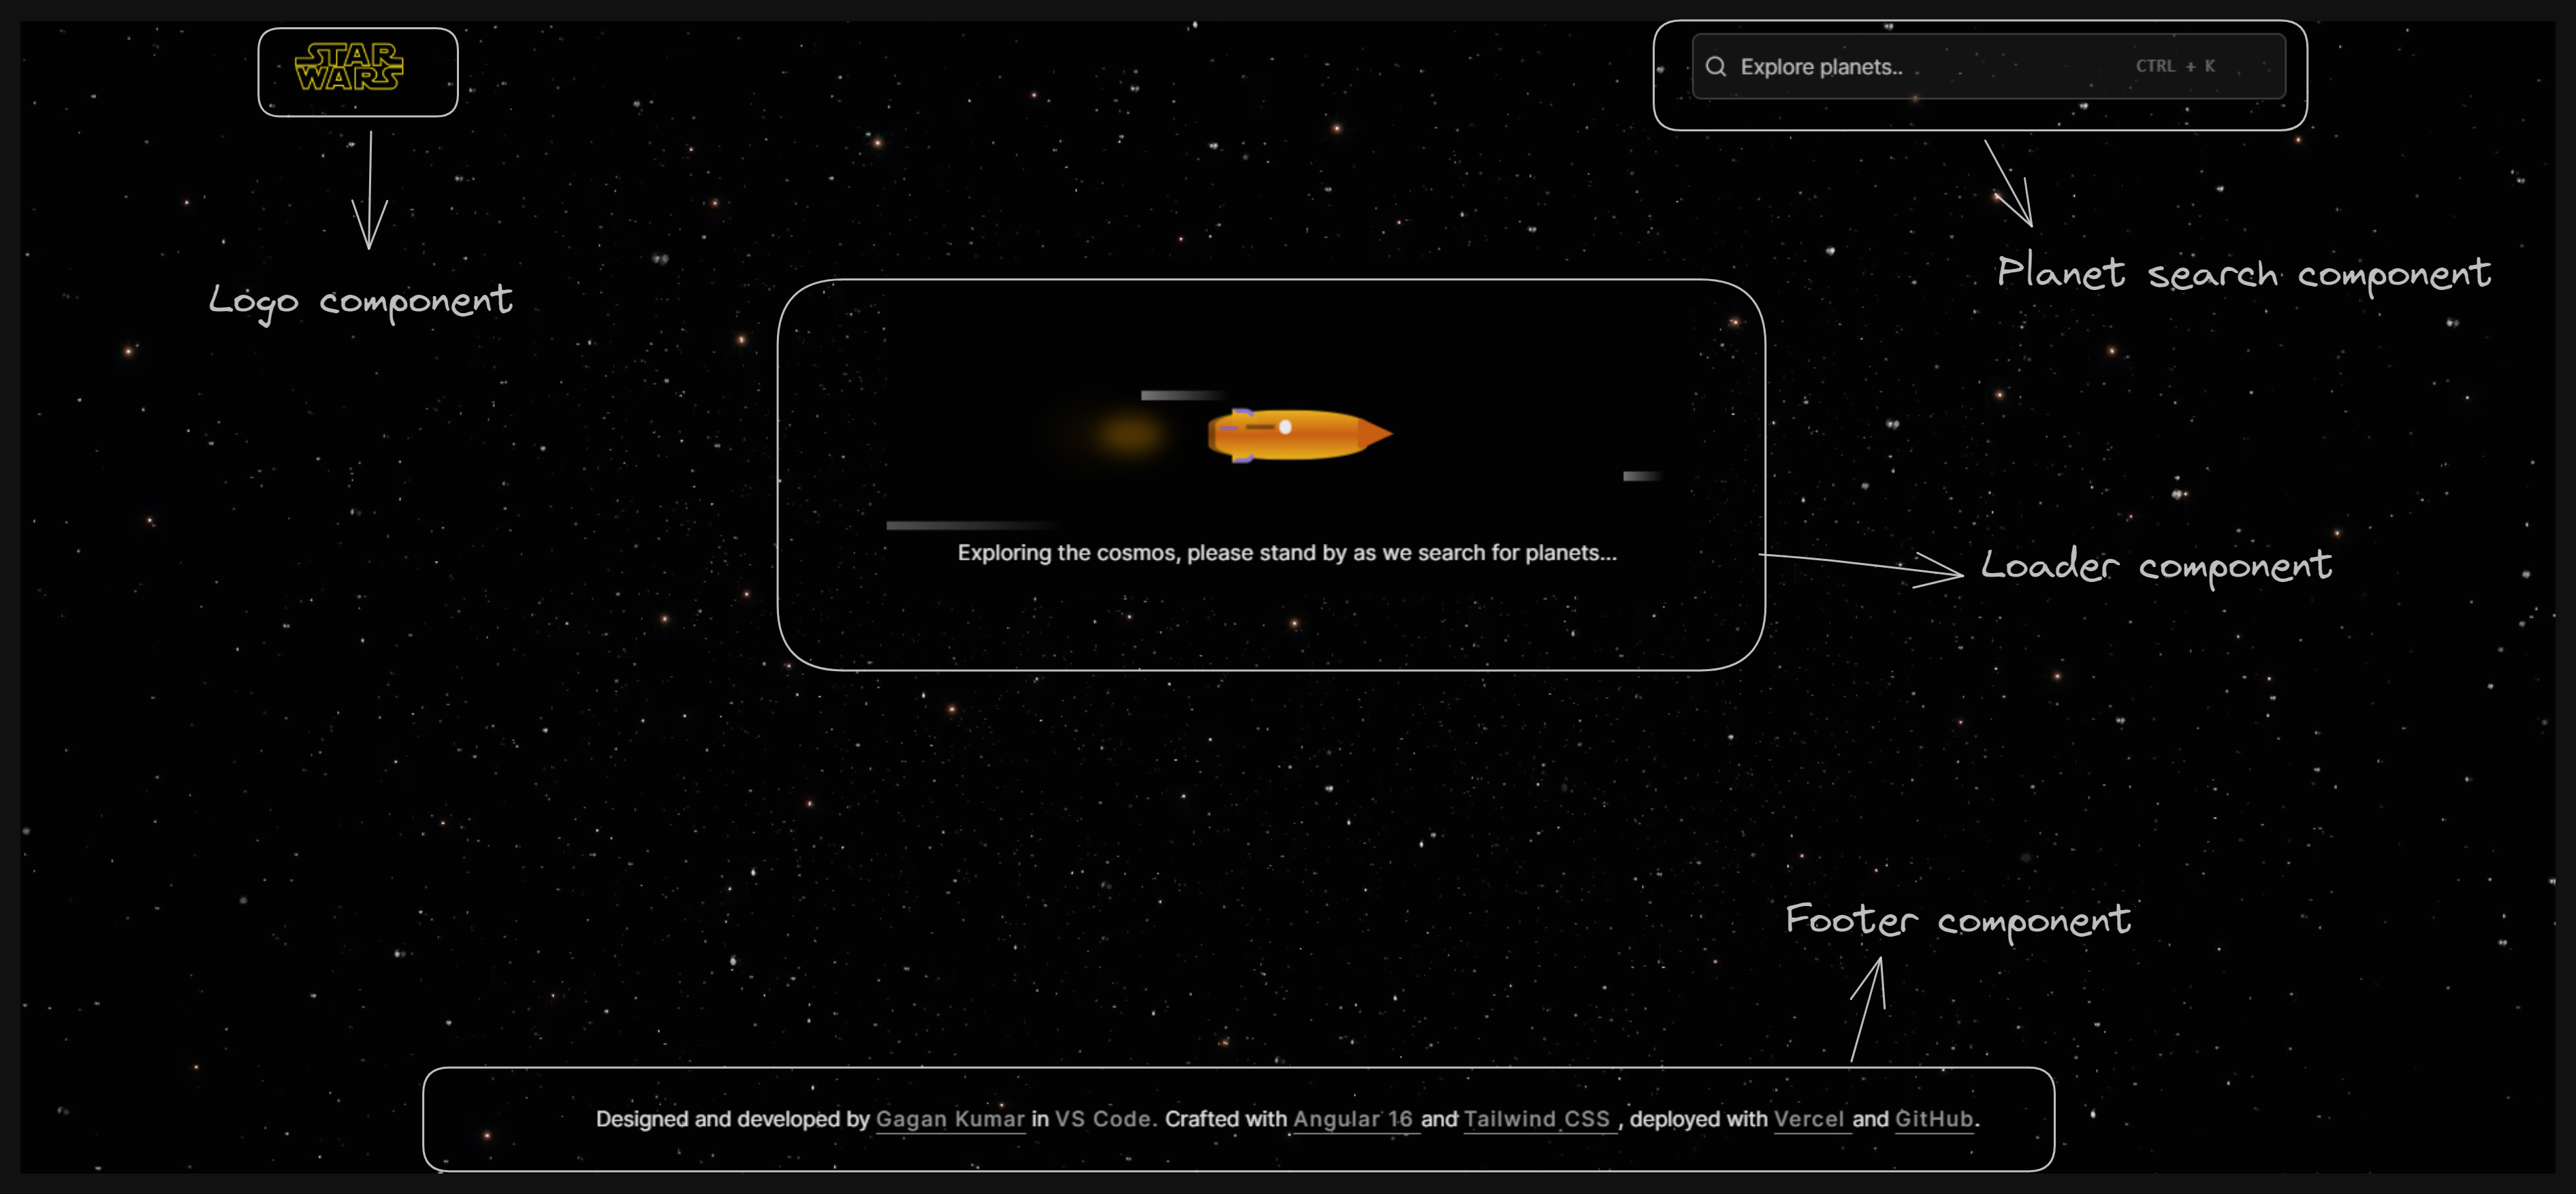 STAR
WARS
Explore planets..
CTRL + K
Logo component
Planet search component
Exploring the cosmos, please stand by as we search for planets...
Loader component
Footer component
Designed and developed by Gagan Kumar in VS Code. Crafted with Angular 16 and Tailwind CSS , deployed with Vercel and GitHub.